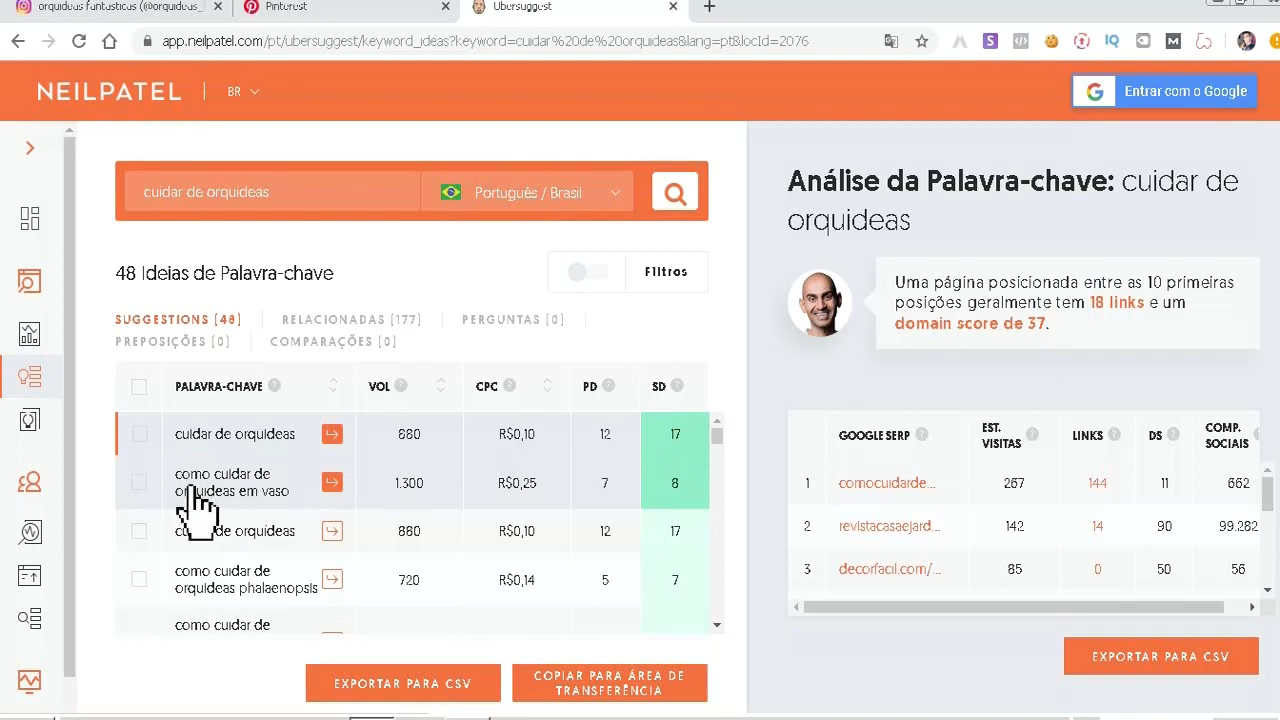 orquideas fantasticas (@orquideas_
Pinterest
Ubersuggest
app.neilpatel.com/pt/ubersuggest/keyword_ideas?keyword=cuidar%20de%20orquideas&lang=pt&locId=2076
NEILPATEL
BR
Entrar com o Google
cuidar de orquideas
Português / Brasil
48 Ideias de Palavra-chave
Filtros
SUGGESTIONS (48)
RELACIONADAS (177)
PERGUNTAS (0)
PREPOSIÇÕES (0)
COMPARAÇÕES (0)
PALAVRA-CHAVE
VOL
CPC
PD
SD
cuidar de orquideas
880
R$0,10
12
17
como cuidar de
orquideas em vaso
1.300
R$0,25
7
8
de orquídeas
880
R$0,10
12
17
como cuidar de
orquideas phalaenopsis
720
R$0,14
5
7
como cuidar de
EXPORTAR PARA CSV
COPIAR PARA ÁREA DE
TRANSFERÊNCIA
Análise da Palavra-chave: cuidar de
orquideas
Uma página posicionada entre as 10 primeiras
posições geralmente tem 18 links e um
domain score de 37.
GOOGLE SERP
EST.
VISITAS
LINKS
DS
COMP.
SOCIAIS
1
comocuidarde...
267
144
11
662
2
revistacasaejard...
142
14
90
99.282
3
decorfacil.com/...
85
0
50
56
EXPORTAR PARA CSV